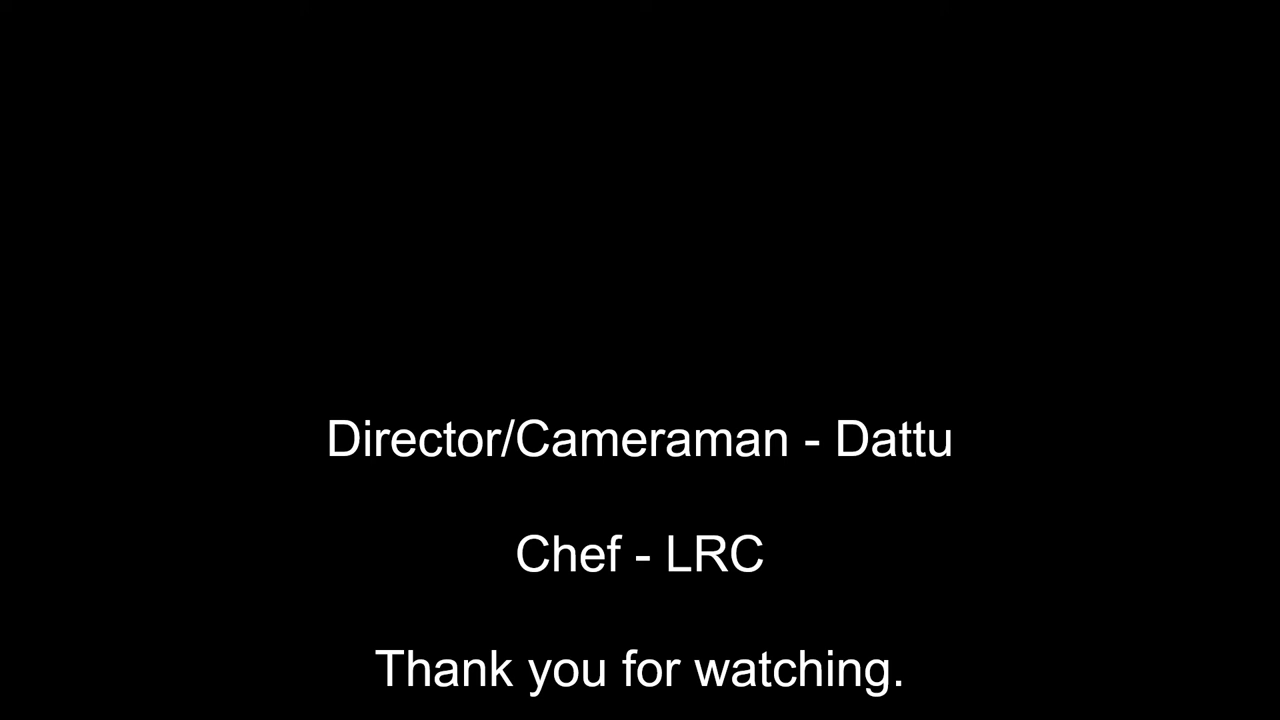 Director/Cameraman - Dattu
Chef - LRC
Thank you for watching.